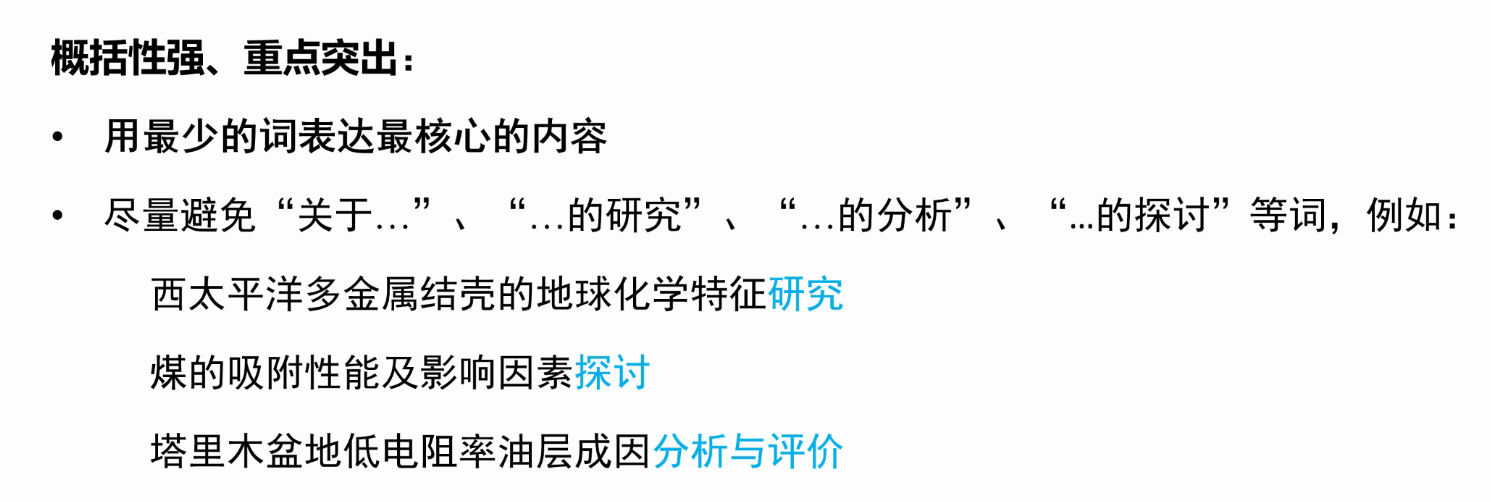 概括性强、重点突出：
• 用最少的词表达最核心的内容
• 尽量避免“关于…”、“…的研究”、“…的分析”、“...的探讨”等词，例如：
西太平洋多金属结壳的地球化学特征研究
煤的吸附性能及影响因素探讨
塔里木盆地低电阻率油层成因分析与评价